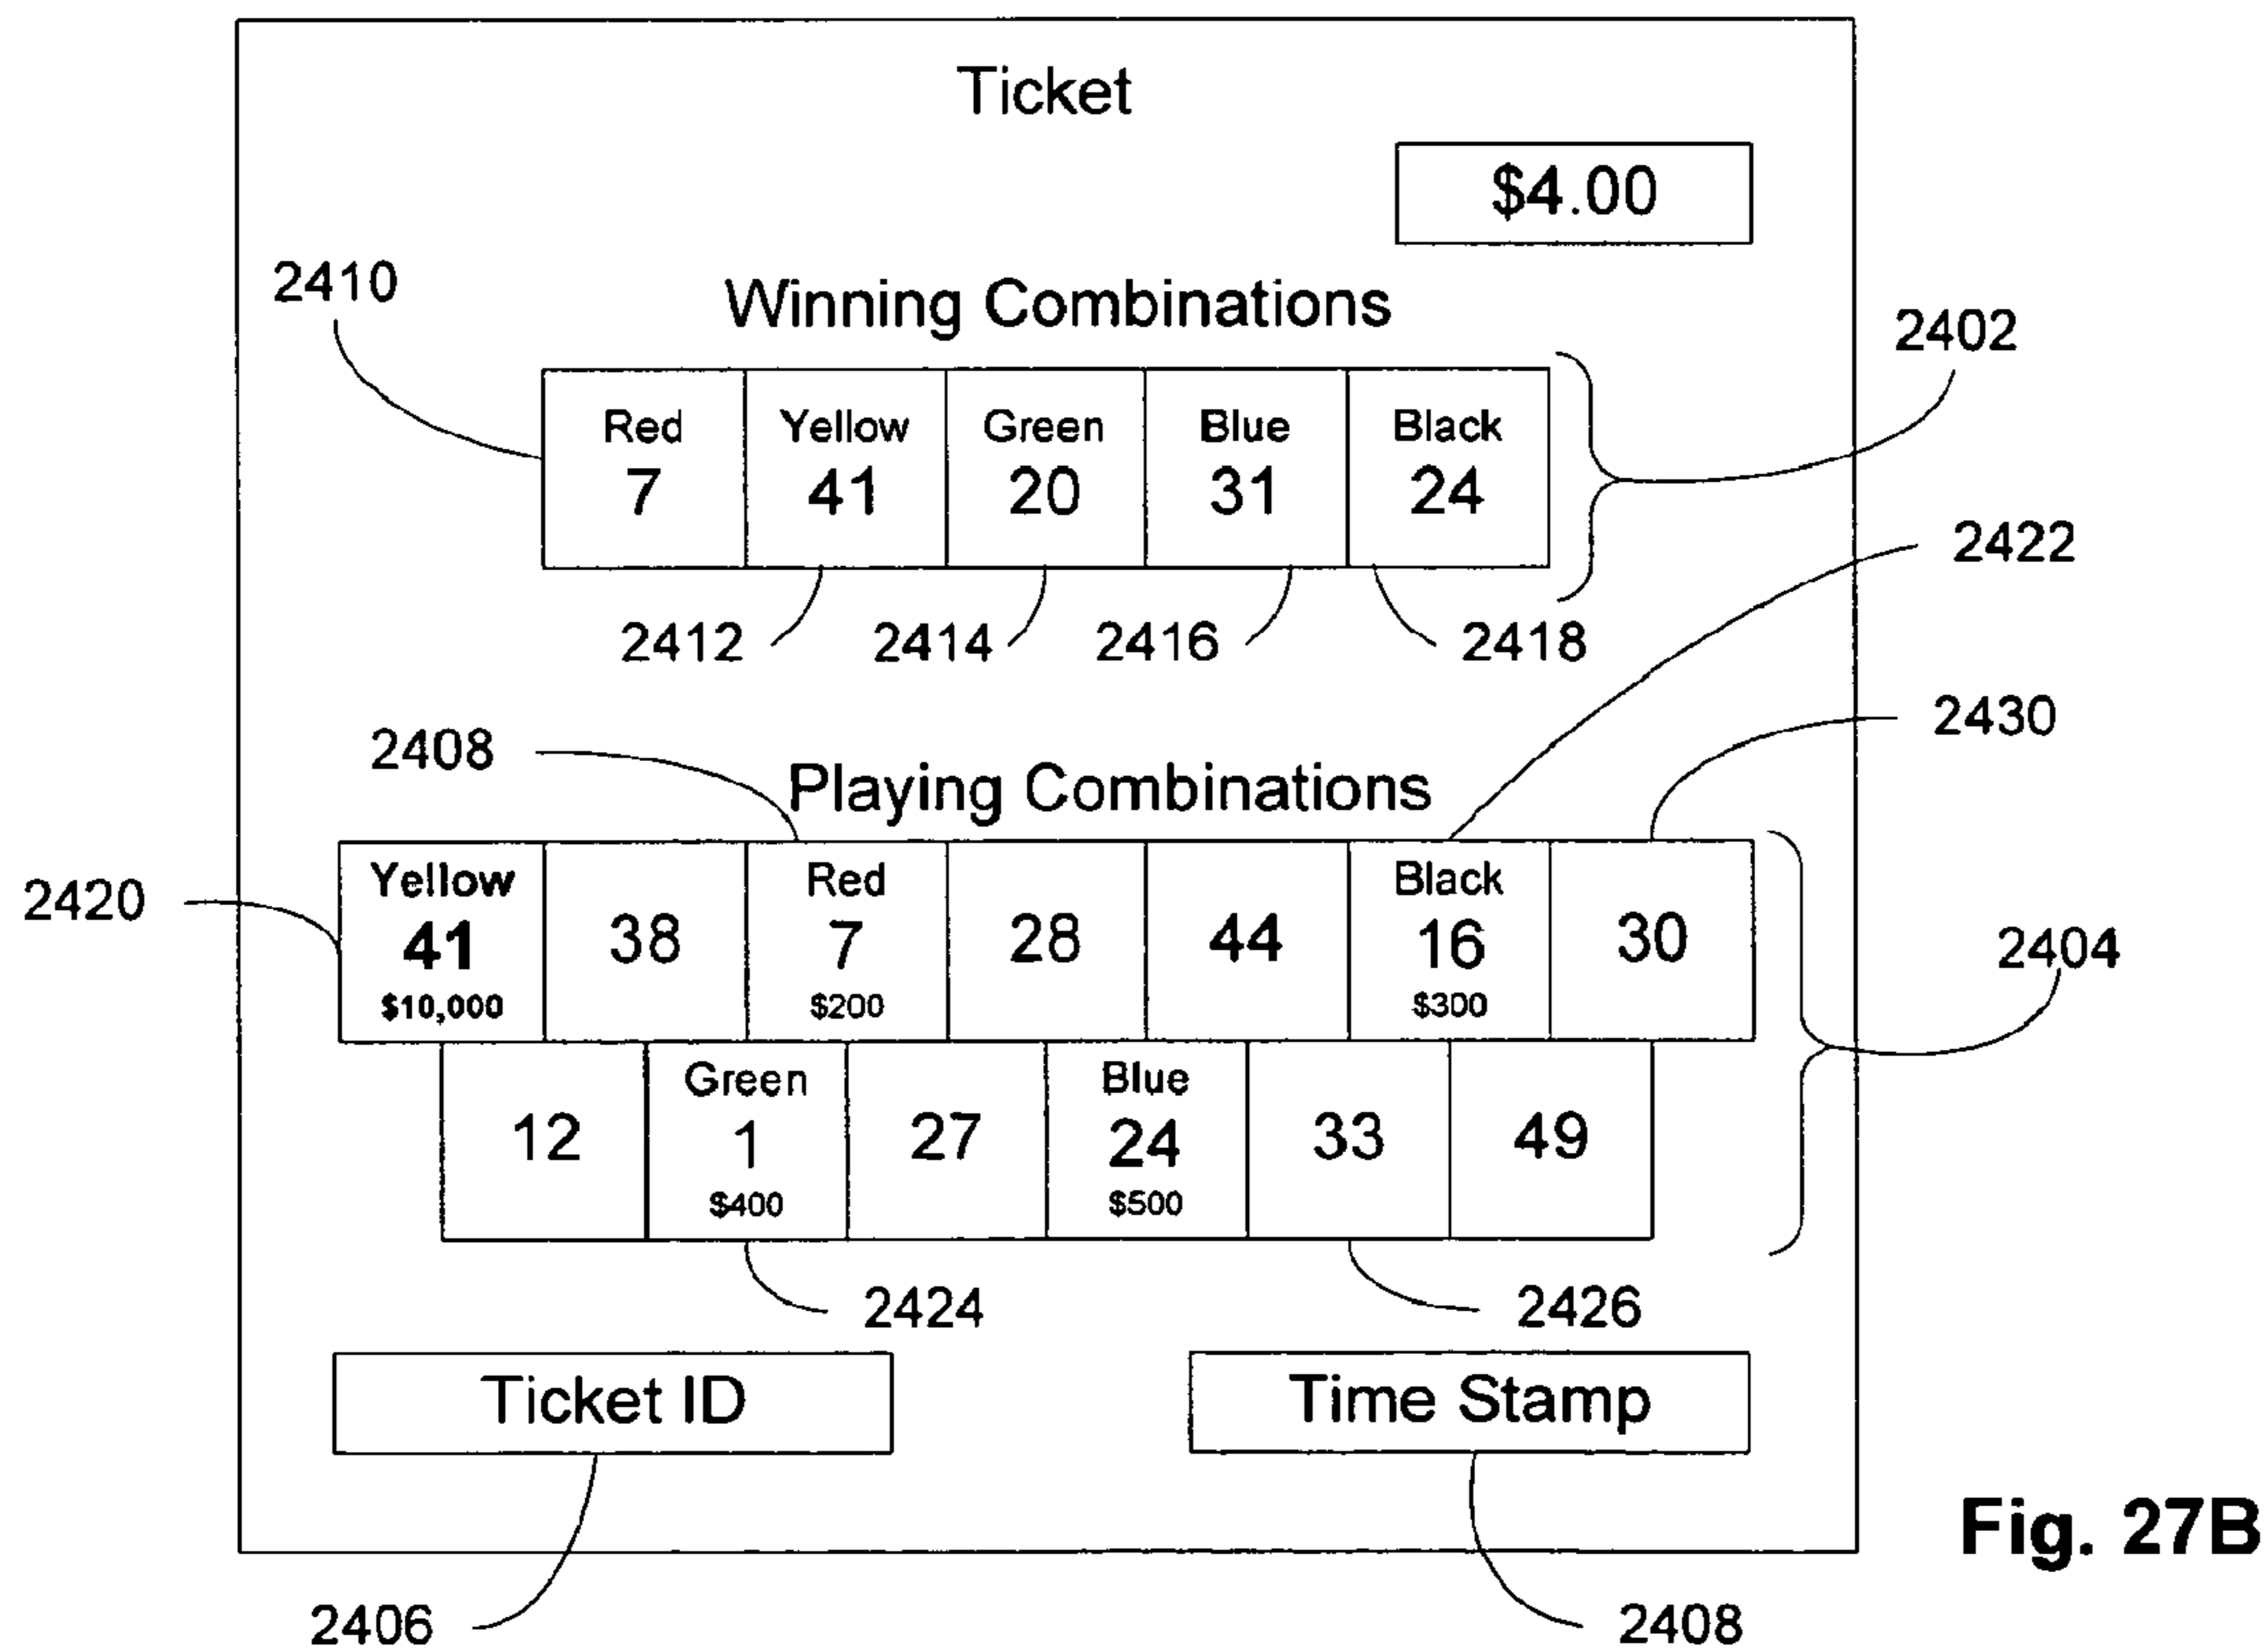 Ticket
$4.00
2410
Winning Combinations
2402
Red Yellow Green Blue Black
7 41 20 31 24
2422
2412 2414 2416 2418
2430
2408
Playing Combinations
Yellow Red Black
2420
41 38 7 28 44 16 30
2404
$10,000 $200 $300
Green Blue
12 1 27 24 33 49
$400 $500
2424 2426
Ticket ID Time Stamp
Fig. 27B
2406 2408